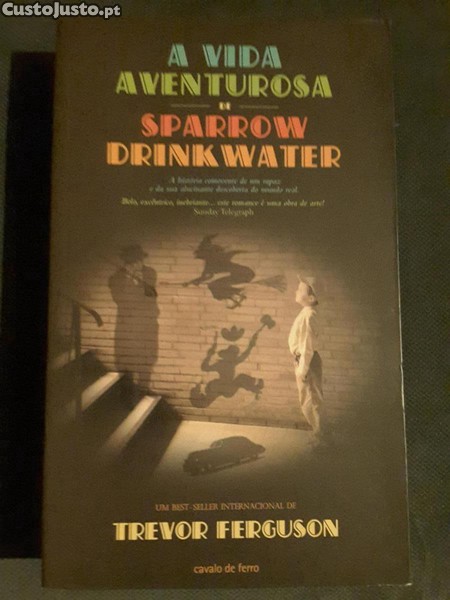 CustoJusto.pt
A VIDA
AVENTUROSA
DE
SPARROW
DRINKWATER
A história comovente de um rapaz
e da sua alucinante descoberta do mundo real.
Belo, excêntrico, inebriante... este romance é uma obra de arte!
Sunday Telegraph
UM BEST-SELLER INTERNACIONAL DE
TREVOR FERGUSON
cavalo de ferro